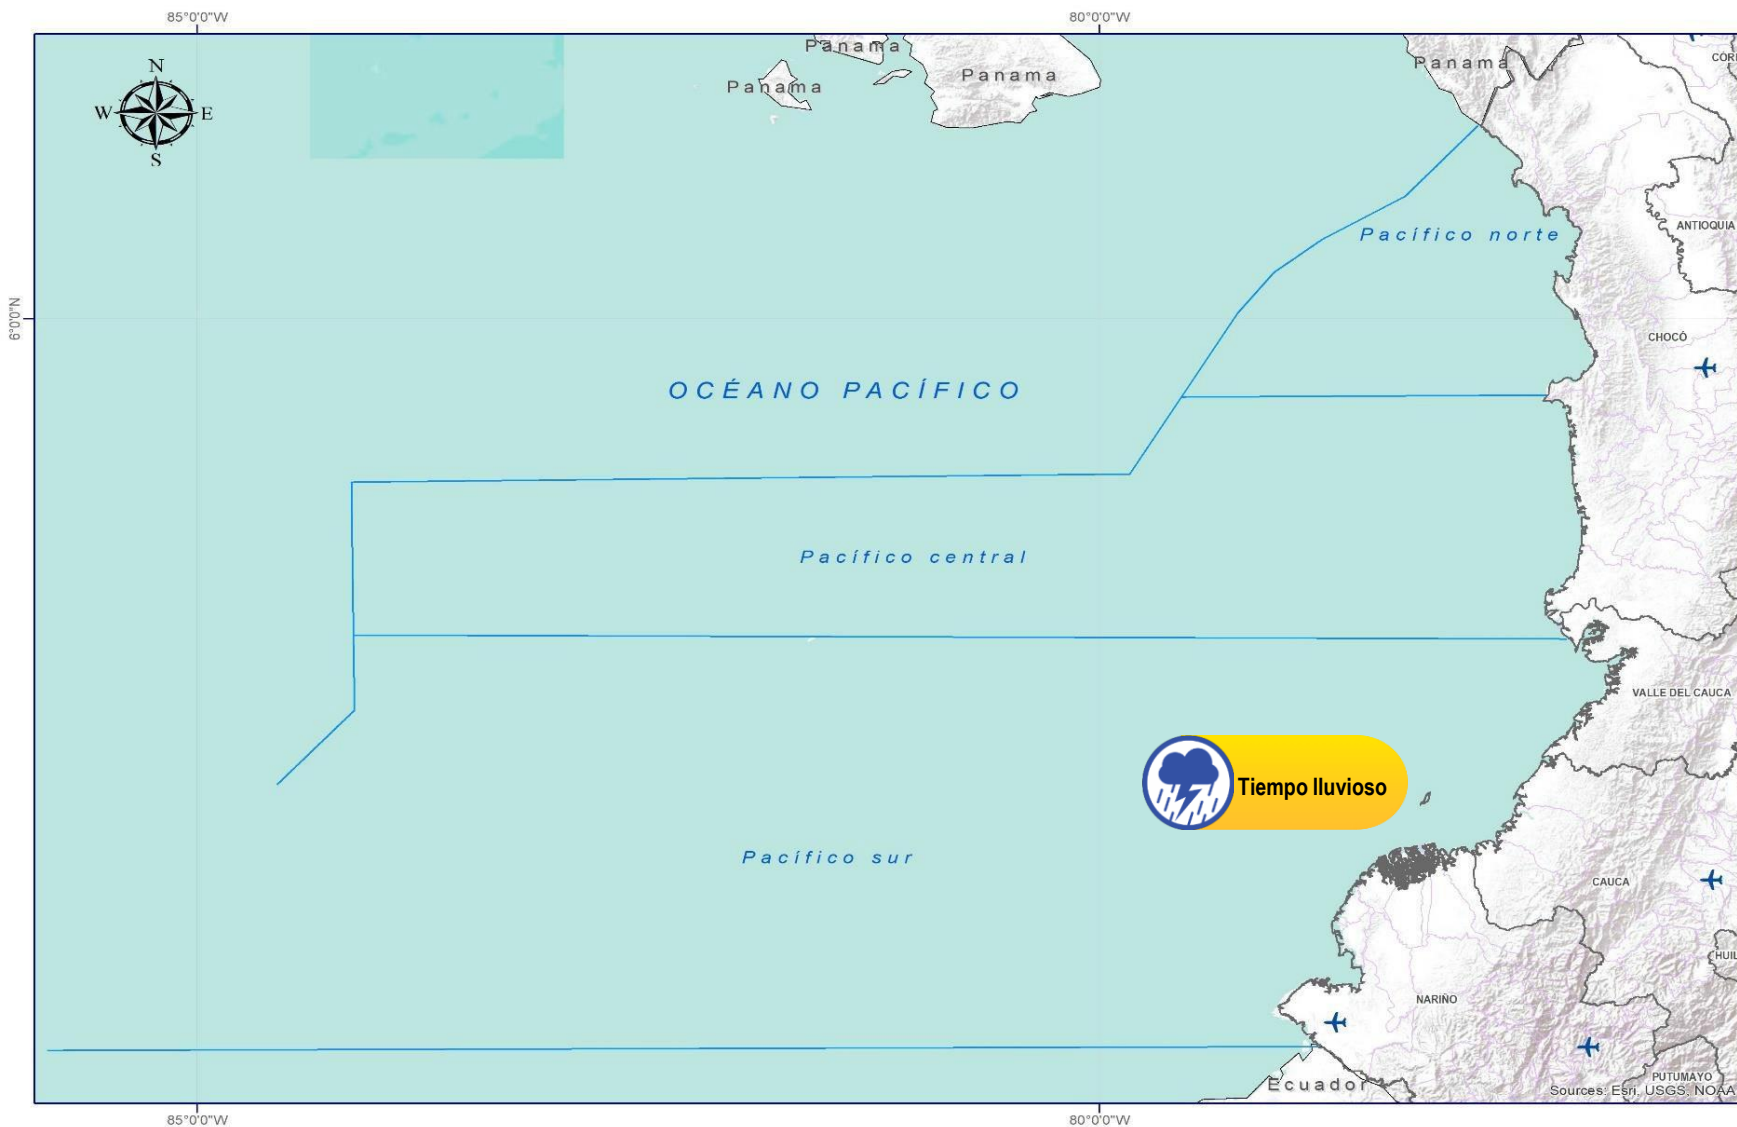 85°0'0"W
80°0'0"W
N
W
E
S
Panama
Panama
Panama
Panama
ANTIOQUIA
Pacífico norte
6°0'0"N
CHOCÓ
OCÉANO PACÍFICO
Pacífico central
VALLE DEL CAUCA
Tiempo lluvioso
Pacífico sur
CAUCA
HUIL
NARIÑO
PUTUMAYO
Ecuador
Sources: Esri, USGS, NOAA
85°0'0"W
80°0'0"W